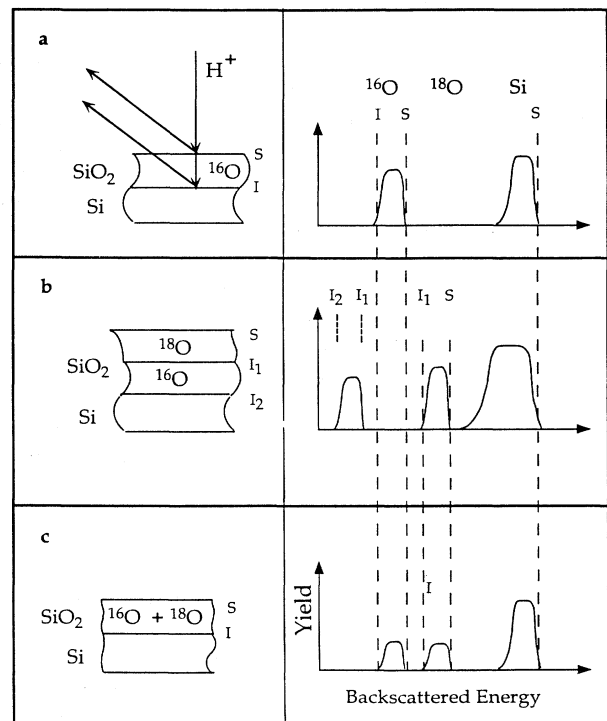 a
H⁺
S
¹⁶O
I
SiO₂
Si
¹⁶O ¹⁸O Si
I S S
b
S
¹⁸O
I₁
SiO₂
¹⁶O
I₂
Si
I₂ I₁ I₁ S
c
¹⁶O + ¹⁸O
S
SiO₂
I
Si
I
Yield
Backscattered Energy